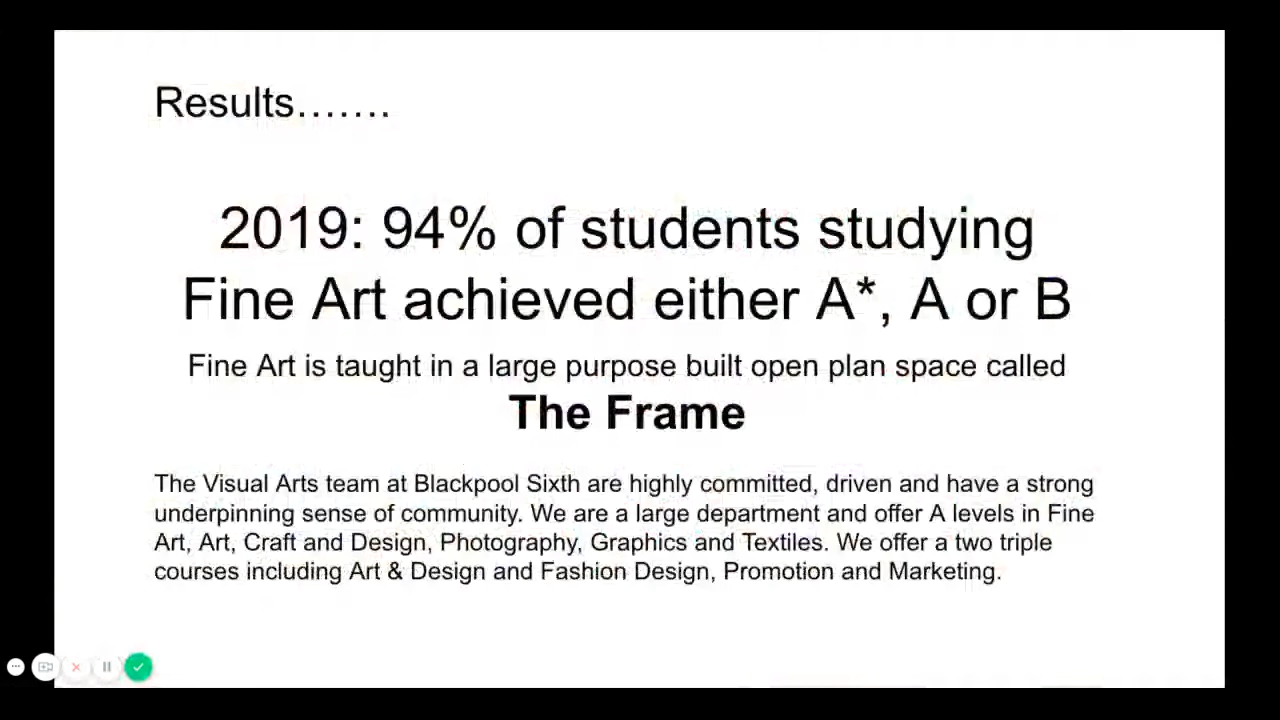 Results.......
2019: 94% of students studying
Fine Art achieved either A*, A or B
Fine Art is taught in a large purpose built open plan space called
The Frame
The Visual Arts team at Blackpool Sixth are highly committed, driven and have a strong
underpinning sense of community. We are a large department and offer A levels in Fine
Art, Art, Craft and Design, Photography, Graphics and Textiles. We offer a two triple
courses including Art & Design and Fashion Design, Promotion and Marketing.